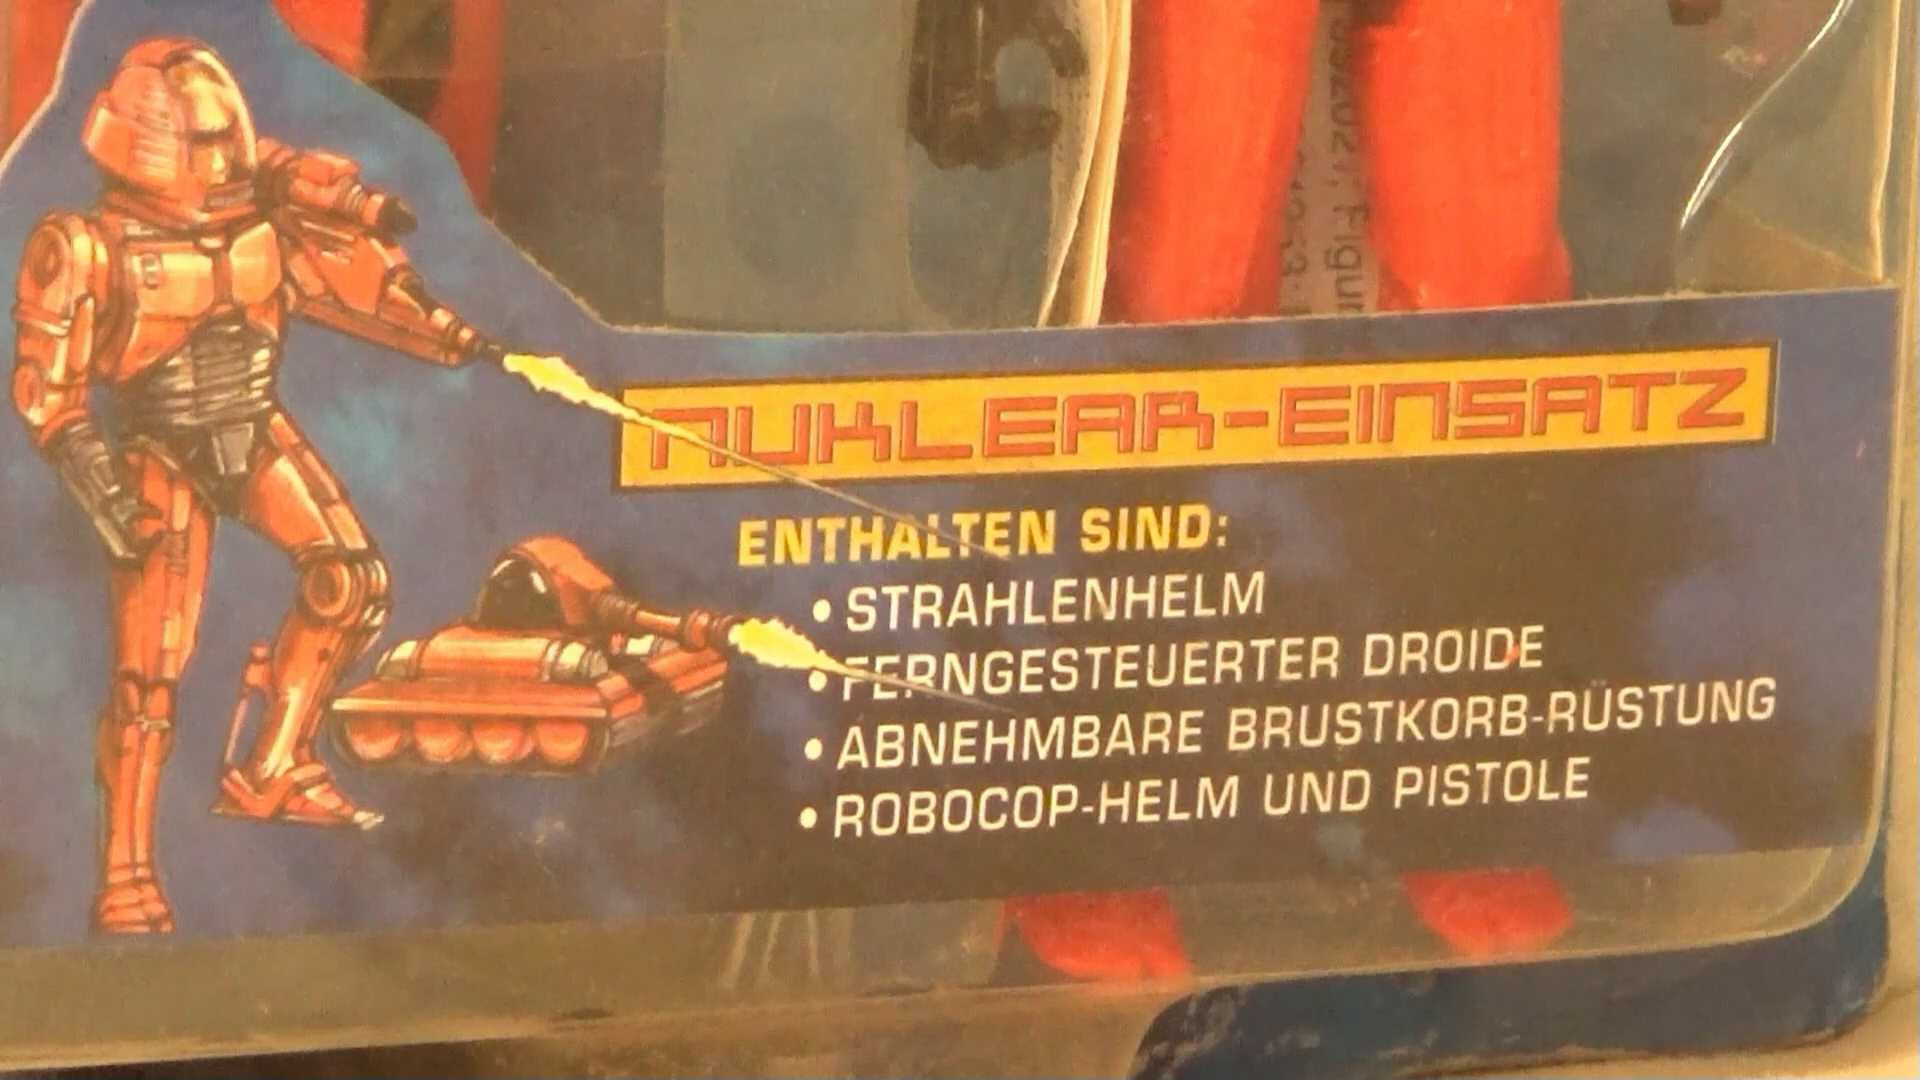 NUKLEAR-EINSATZ
ENTHALTEN SIND:
• STRAHLENHELM
• FERNGESTEUERTER DROIDE
• ABNEHMBARE BRUSTKORB-RÜSTUNG
• ROBOCOP-HELM UND PISTOLE